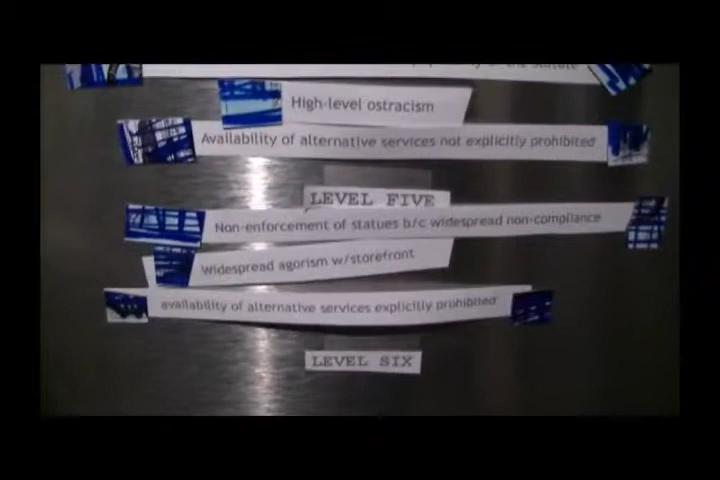 statute
High-level ostracism
Availability of alternative services not explicitly prohibited
LEVEL FIVE
Non-enforcement of statues b/c widespread non-compliance
Widespread agorism w/storefront
availability of alternative services explicitly prohibited
LEVEL SIX